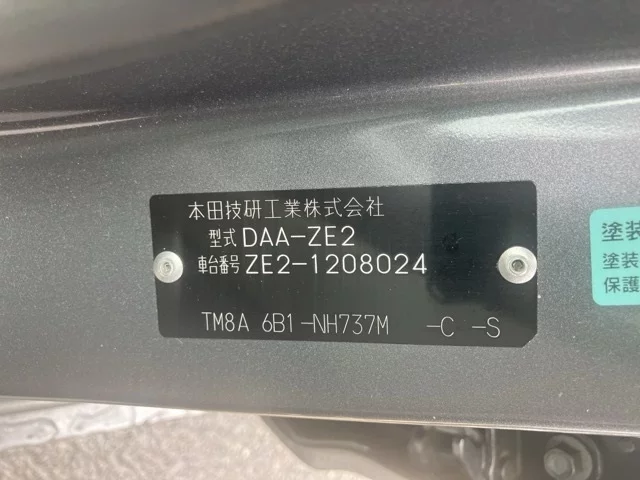 本田技研工業株式会社
型式 DAA-ZE2
車台番号 ZE2-1208024
TM8A 6B1-NH737M -C -S
塗装
塗装
保護